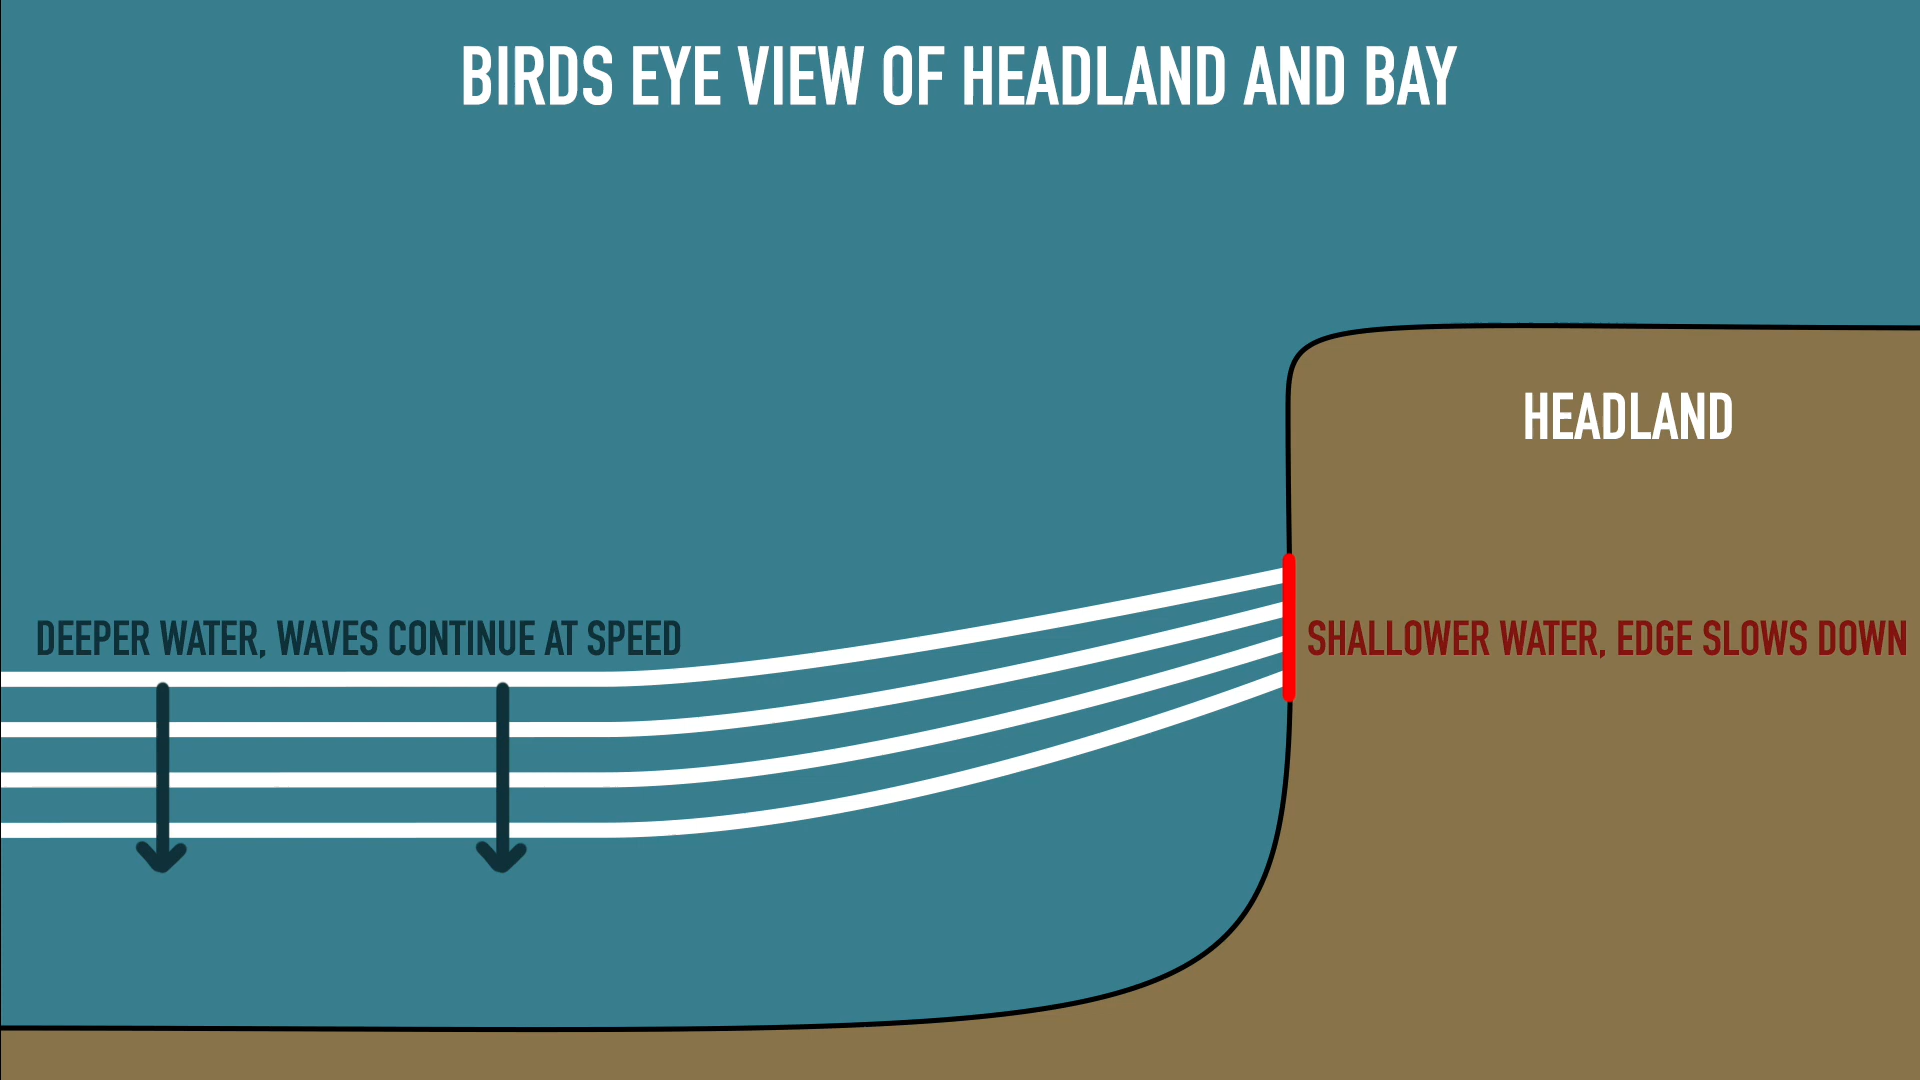 BIRDS EYE VIEW OF HEADLAND AND BAY
HEADLAND
DEEPER WATER, WAVES CONTINUE AT SPEED
SHALLOWER WATER, EDGE SLOWS DOWN